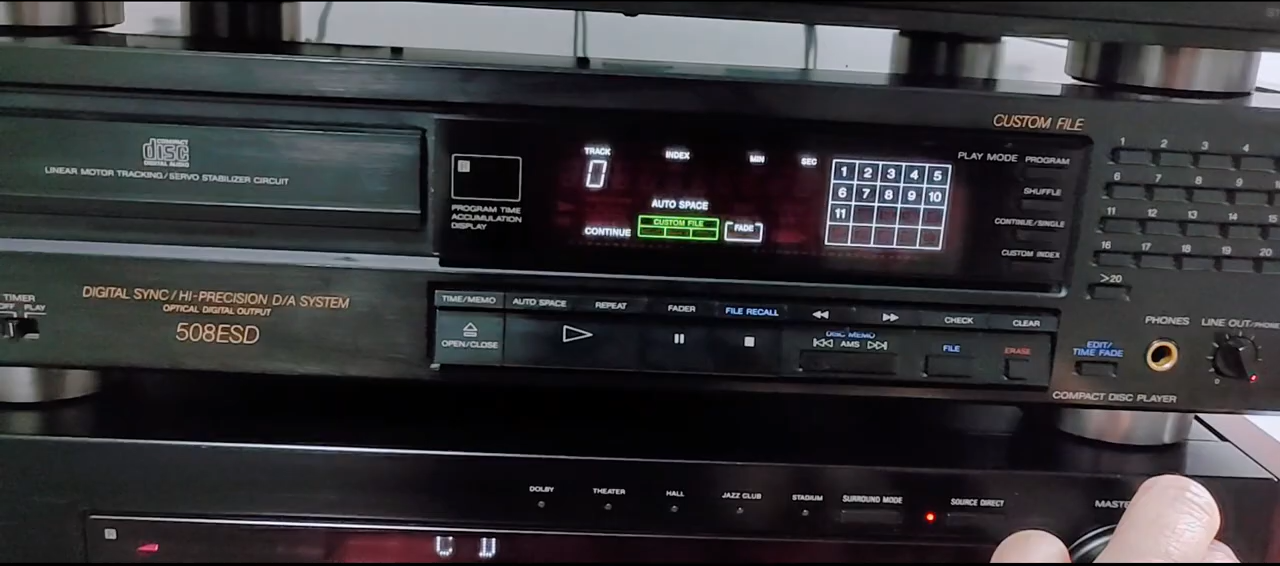 CUSTOM FILE
COMPACT
disc
DIGITAL AUDIO
LINEAR MOTOR TRACKING/SERVO STABILIZER CIRCUIT
PROGRAM TIME
ACCUMULATION
DISPLAY
TRACK INDEX MIN SEC
0
AUTO SPACE
CUSTOM FILE
CONTINUE
FADE
1 2 3 4 5
6 7 8 9 10
11
PLAY MODE PROGRAM
SHUFFLE
CONTINUE/SINGLE
CUSTOM INDEX
1 2 3 4
6 7 8 9
11 12 13 14 15
16 17 18 19 20
>20
TIMER
OFF PLAY
DIGITAL SYNC/HI-PRECISION D/A SYSTEM
OPTICAL DIGITAL OUTPUT
508ESD
TIME/MEMO AUTO SPACE REPEAT FADER FILE RECALL CHECK CLEAR
OPEN/CLOSE
DISC MEMO
AMS
FILE
ERASE
EDIT/
TIME FADE
PHONES
LINE OUT/PHONES
0
COMPACT DISC PLAYER
DOLBY THEATER HALL JAZZ CLUB STADIUM SURROUND MODE SOURCE DIRECT